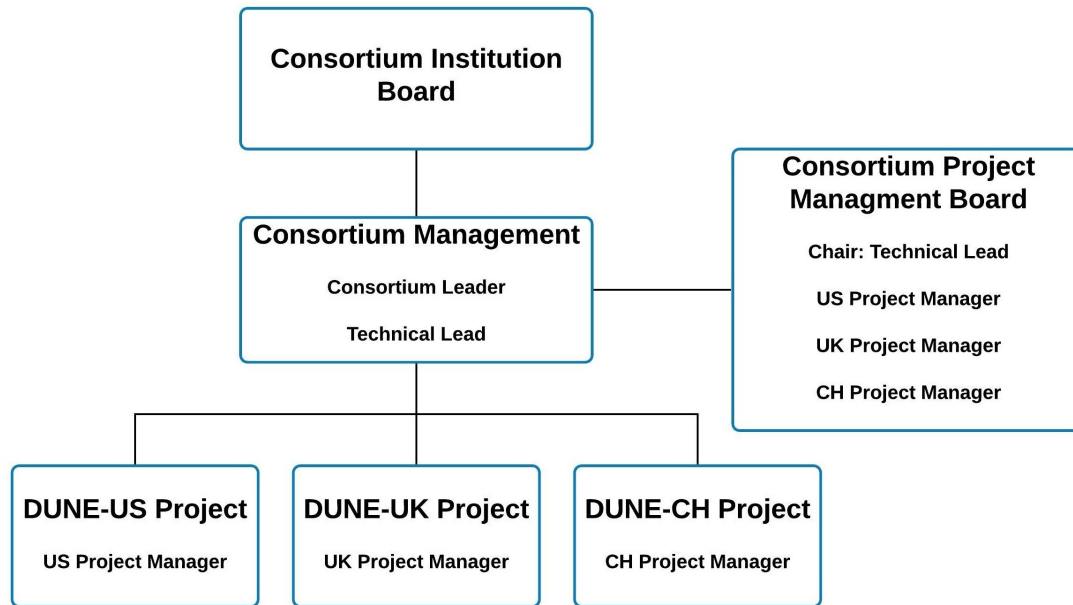 Consortium Institution
Board
Consortium Management
Consortium Leader
Technical Lead
Consortium Project
Managment Board
Chair: Technical Lead
US Project Manager
UK Project Manager
CH Project Manager
DUNE-US Project
US Project Manager
DUNE-UK Project
UK Project Manager
DUNE-CH Project
CH Project Manager